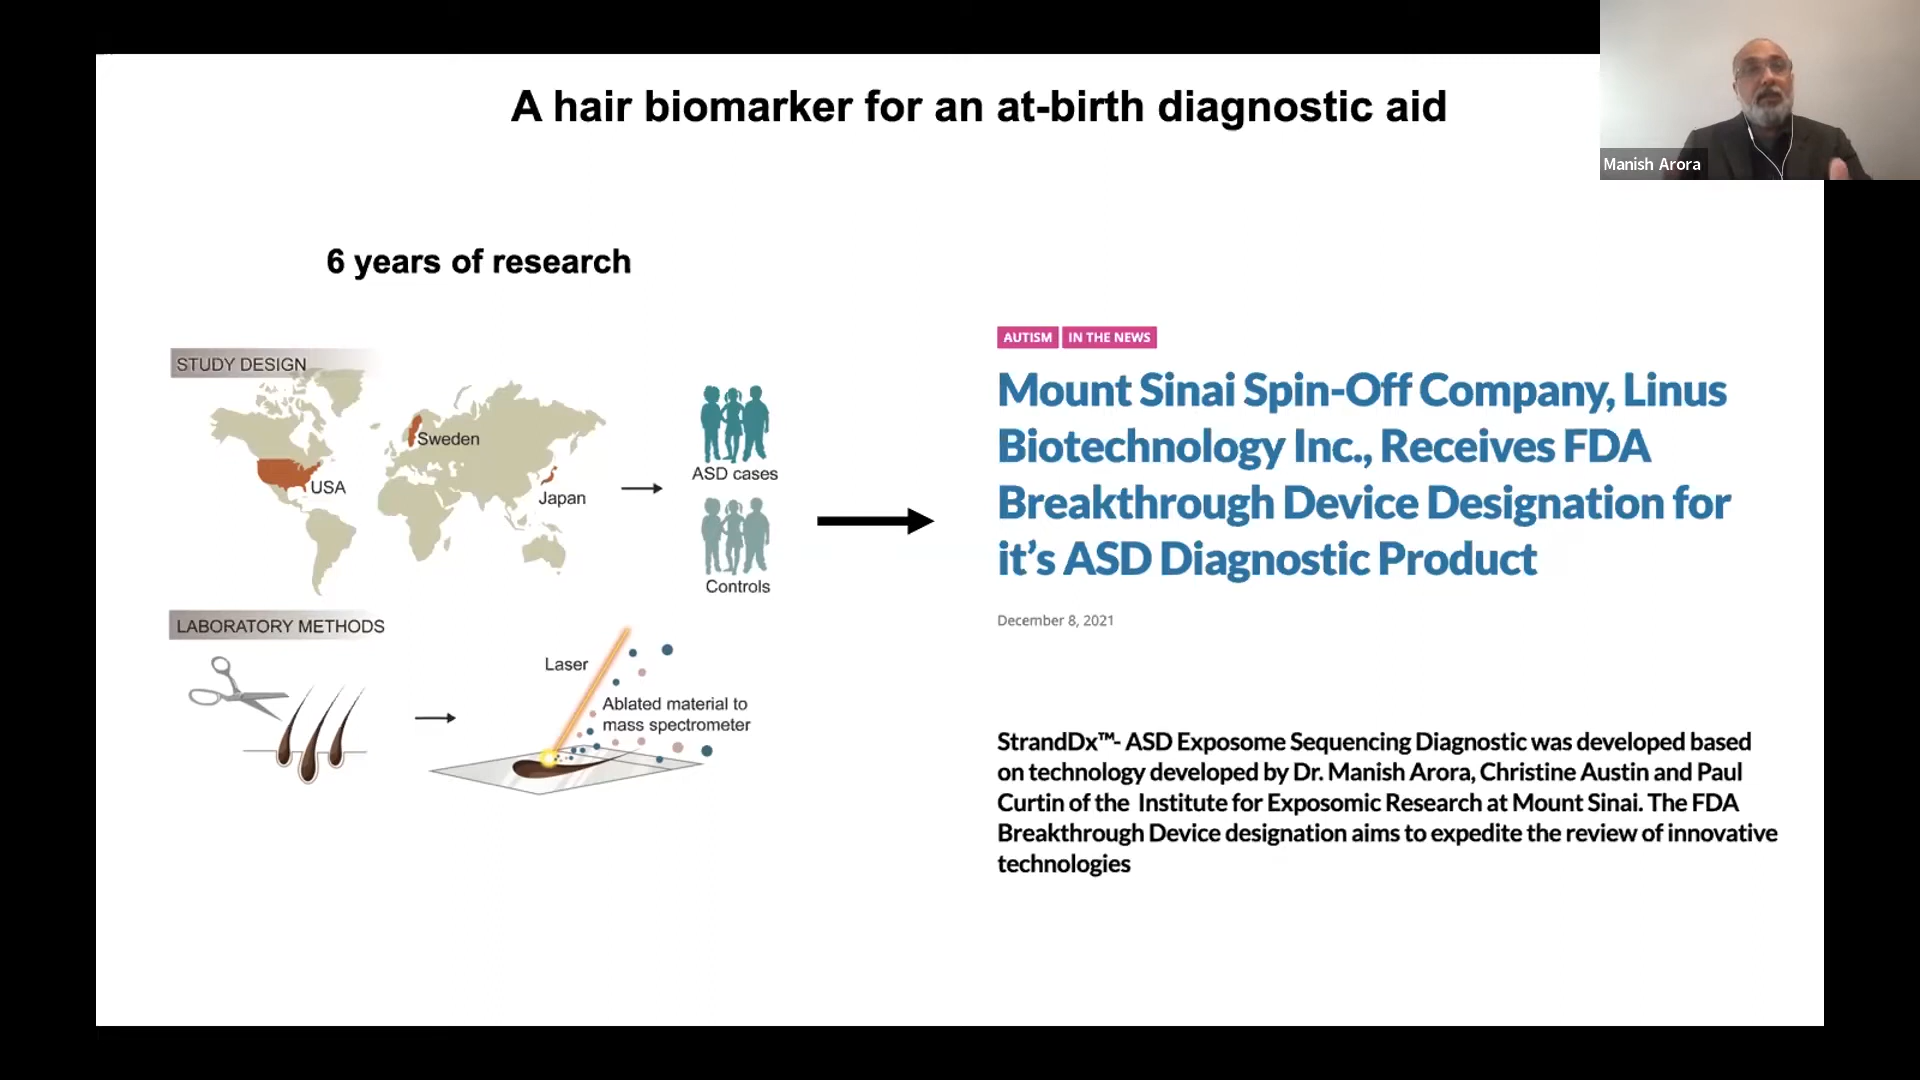 A hair biomarker for an at-birth diagnostic aid
Manish Arora
6 years of research
STUDY DESIGN
Sweden
USA
Japan
ASD cases
Controls
LABORATORY METHODS
Laser
Ablated material to
mass spectrometer
AUTISM IN THE NEWS
Mount Sinai Spin-Off Company, Linus
Biotechnology Inc., Receives FDA
Breakthrough Device Designation for
it’s ASD Diagnostic Product
December 8, 2021
StrandDx™- ASD Exposome Sequencing Diagnostic was developed based
on technology developed by Dr. Manish Arora, Christine Austin and Paul
Curtin of the Institute for Exposomic Research at Mount Sinai. The FDA
Breakthrough Device designation aims to expedite the review of innovative
technologies